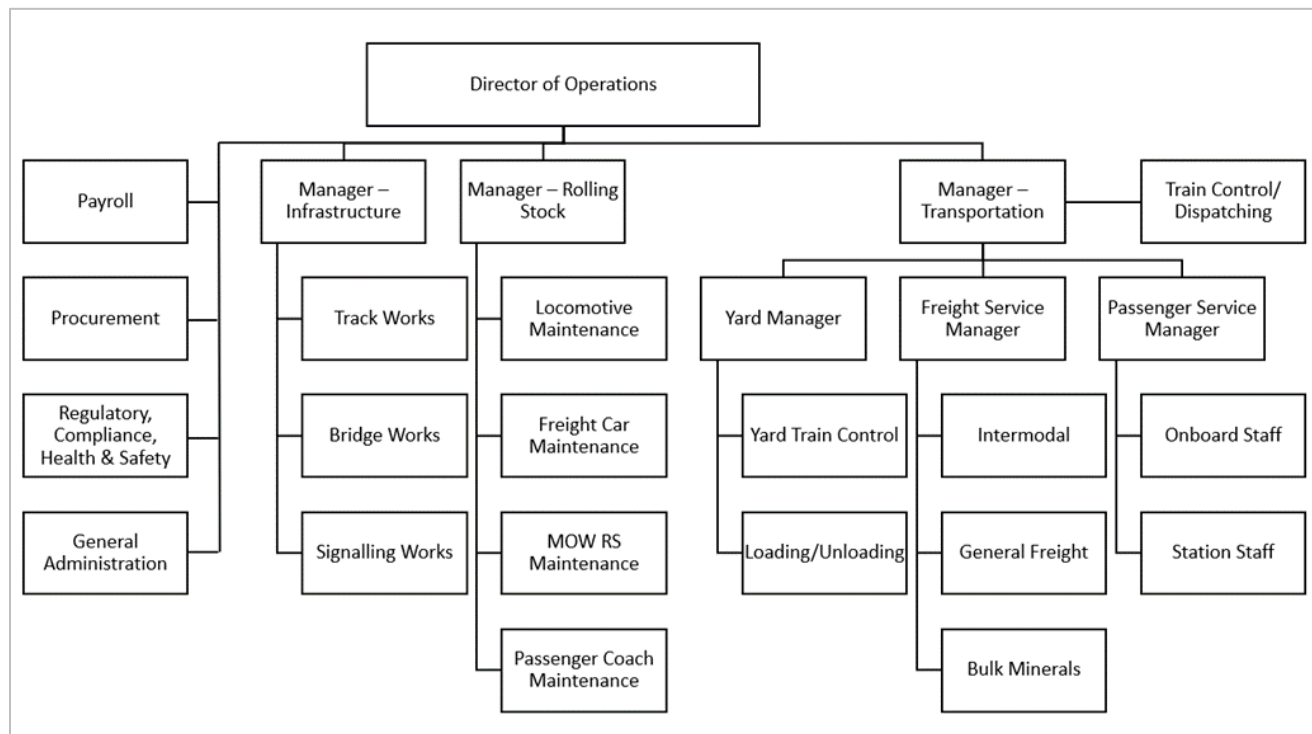 Director of Operations
Payroll
Manager –
Infrastructure
Manager – Rolling
Stock
Manager –
Transportation
Train Control/
Dispatching
Procurement
Track Works
Locomotive
Maintenance
Yard Manager
Freight Service
Manager
Passenger Service
Manager
Regulatory,
Compliance,
Health & Safety
Bridge Works
Freight Car
Maintenance
Yard Train Control
Intermodal
Onboard Staff
General
Administration
Signalling Works
MOW RS
Maintenance
Loading/Unloading
General Freight
Station Staff
Passenger Coach
Maintenance
Bulk Minerals